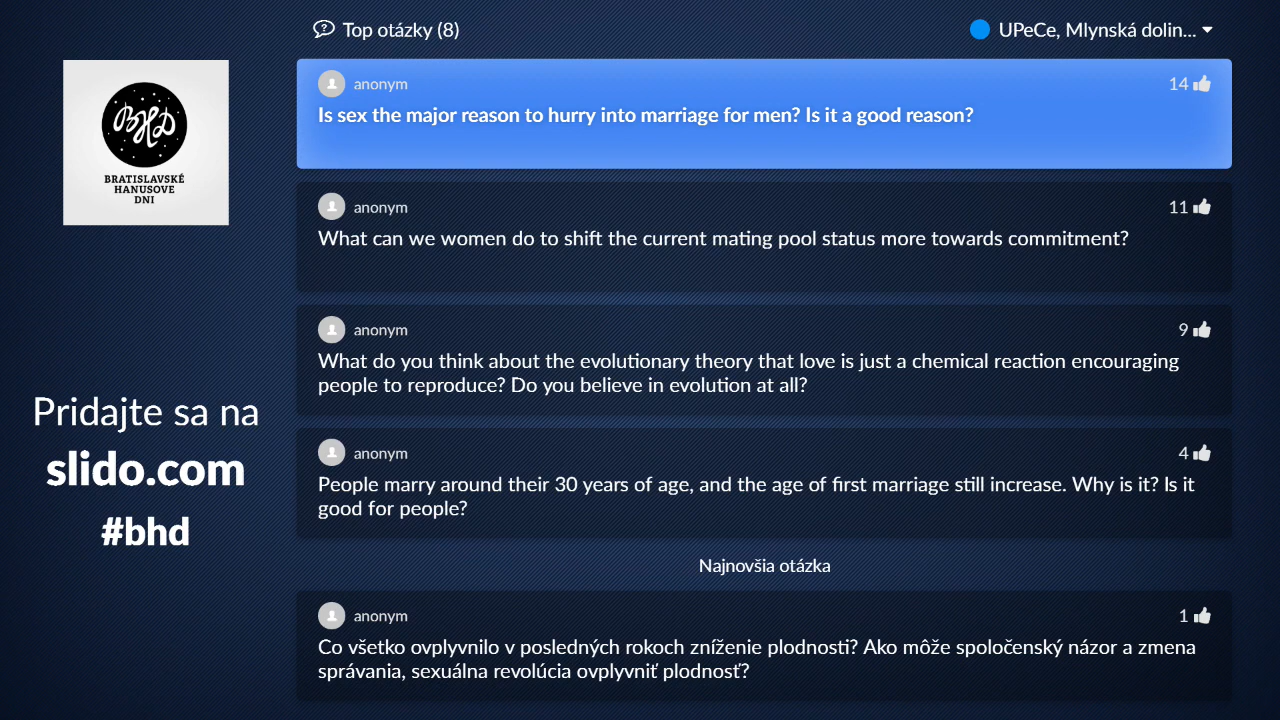 Top otázky (8)
UPeCe, Mlynská dolin...
BHD
BRATISLAVSKÉ
HANUSOVE
DNI
Pridajte sa na
slido.com
#bhd
anonym
14
Is sex the major reason to hurry into marriage for men? Is it a good reason?
anonym
11
What can we women do to shift the current mating pool status more towards commitment?
anonym
9
What do you think about the evolutionary theory that love is just a chemical reaction encouraging
people to reproduce? Do you believe in evolution at all?
anonym
4
People marry around their 30 years of age, and the age of first marriage still increase. Why is it? Is it
good for people?
Najnovšia otázka
anonym
1
Co všetko ovplyvnilo v posledných rokoch zníženie plodnosti? Ako môže spoločenský názor a zmena
správania, sexuálna revolúcia ovplyvniť plodnosť?